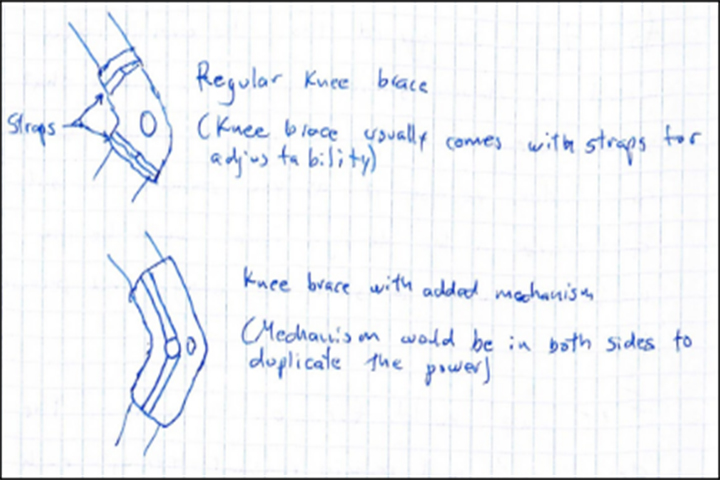 Regular Knee brace
Straps
(Knee brace usually comes with straps for
adjustability)
Knee brace with added mechanism
(Mechanism would be in both sides to
duplicate the power)